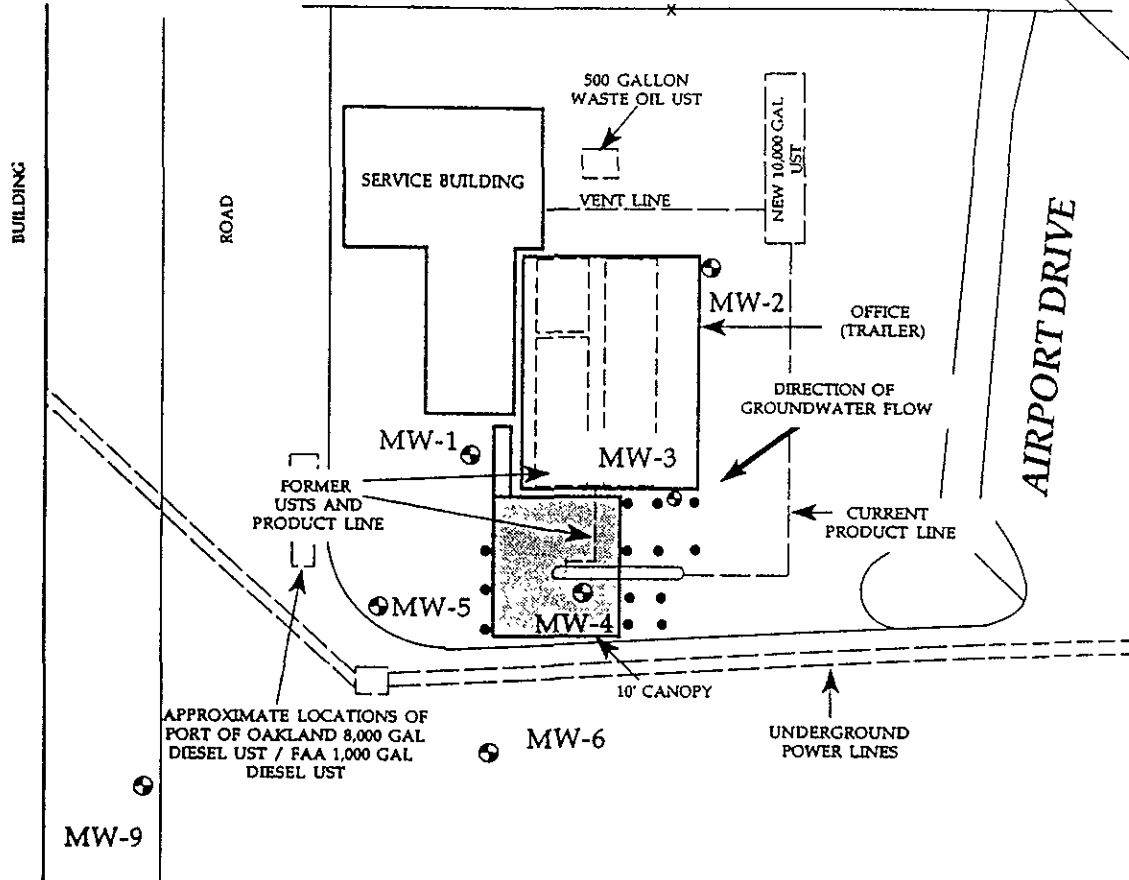 x
500 GALLON
WASTE OIL UST
NEW 10,000 GAL
UST
BUILDING
ROAD
SERVICE BUILDING
VENT LINE
AIRPORT DRIVE
MW-2
OFFICE
(TRAILER)
DIRECTION OF
GROUNDWATER FLOW
MW-1
MW-3
FORMER
USTS AND
PRODUCT LINE
CURRENT
PRODUCT LINE
MW-5
MW-4
10' CANOPY
APPROXIMATE LOCATIONS OF
PORT OF OAKLAND 8,000 GAL
DIESEL UST / FAA 1,000 GAL
DIESEL UST
MW-6
UNDERGROUND
POWER LINES
MW-9